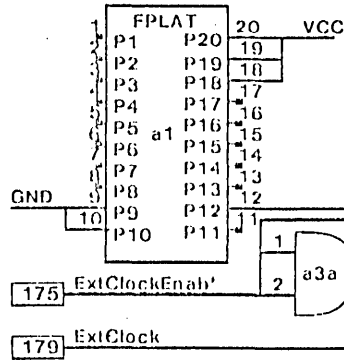 FPLAT
20 VCC
1 P1 P20 19
2 P2 P19 18
P3 P18 17
P4 P17 16
5 P5 P16 15
6 a1
P6 P15 14
7 P7 P14 13
8 P8 P13 12
GND 9 P9 P12 11
10 P10 P11
1 a3a
175 ExtClockEnab' 2
179 ExtClock